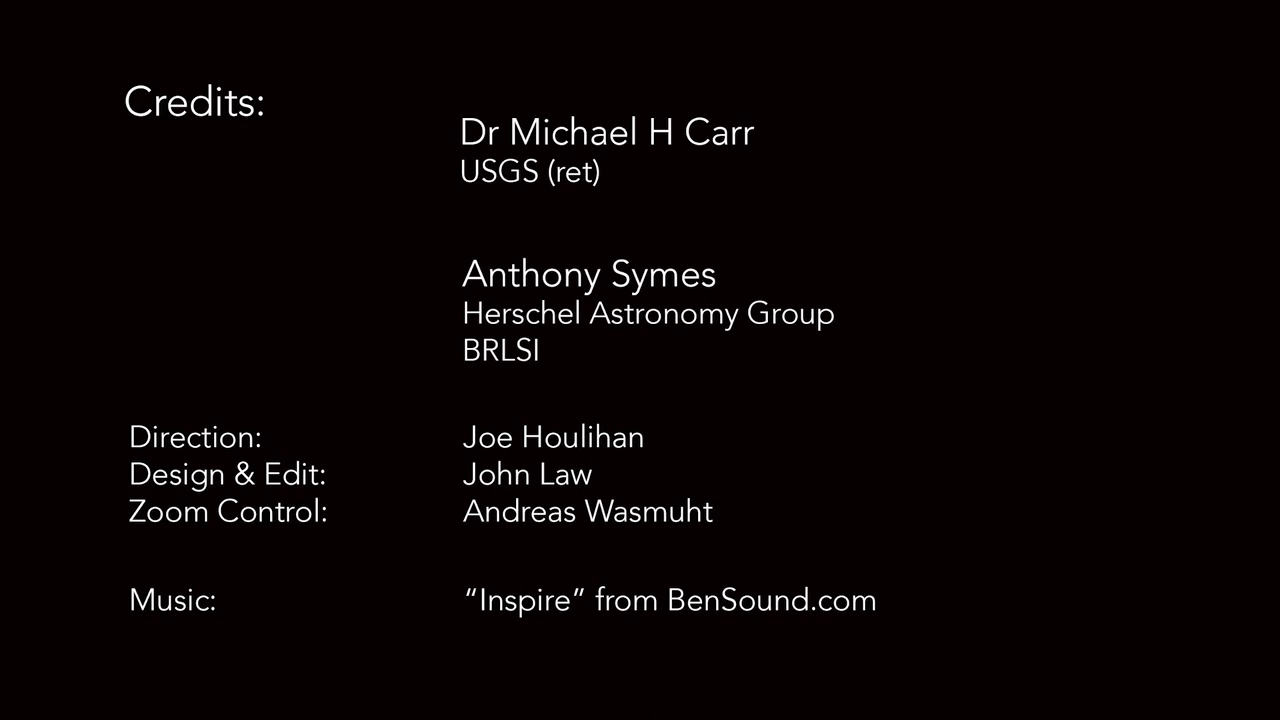 Credits:
Dr Michael H Carr
USGS (ret)
Anthony Symes
Herschel Astronomy Group
BRLSI
Direction: Joe Houlihan
Design & Edit: John Law
Zoom Control: Andreas Wasmuht
Music: “Inspire” from BenSound.com